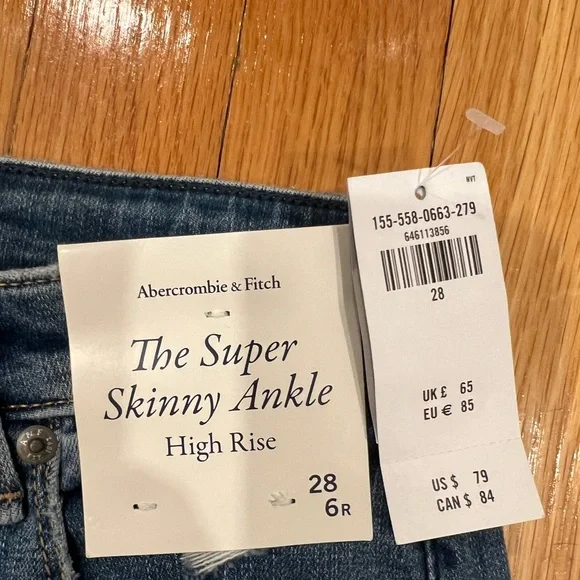 Abercrombie & Fitch
The Super
Skinny Ankle
High Rise
28
6R
NVT
155-558-0663-279
646113856
28
UK £ 65
EU € 85
US $ 79
CAN $ 84